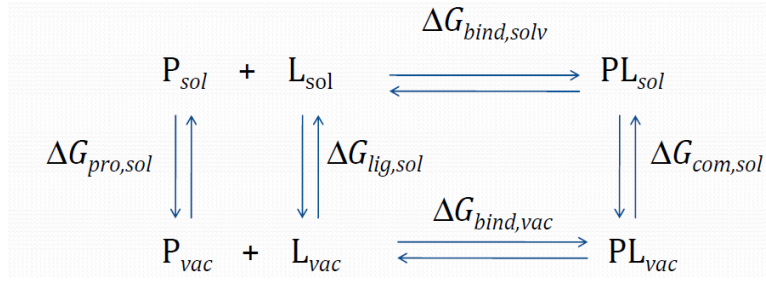 ΔG_bind,solv
P_sol + L_sol PL_sol
ΔG_pro,sol ΔG_lig,sol ΔG_com,sol
ΔG_bind,vac
P_vac + L_vac PL_vac